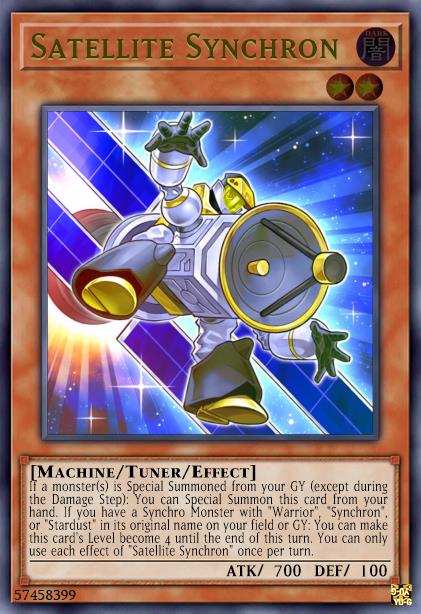 SATELLITE SYNCHRON
DARK
闇
[MACHINE/TUNER/EFFECT]
If a monster(s) is Special Summoned from your GY (except during
the Damage Step): You can Special Summon this card from your
hand. If you have a Synchro Monster with "Warrior", "Synchron",
or "Stardust" in its original name on your field or GY: You can make
this card's Level become 4 until the end of this turn. You can only
use each effect of "Satellite Synchron" once per turn.
ATK/ 700 DEF/ 100
57458399